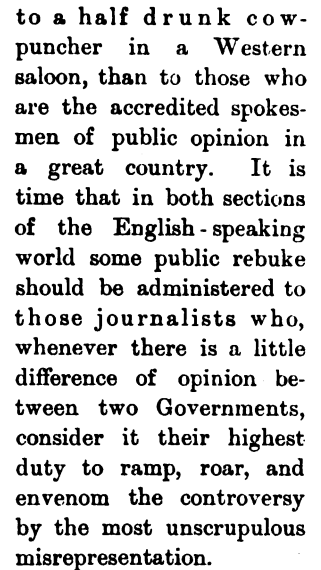 to a half drunk cow-
puncher in a Western
saloon, than to those who
are the accredited spokes-
men of public opinion in
a great country. It is
time that in both sections
of the English-speaking
world some public rebuke
should be administered to
those journalists who,
whenever there is a little
difference of opinion be-
tween two Governments,
consider it their highest
duty to ramp, roar, and
envenom the controversy
by the most unscrupulous
misrepresentation.